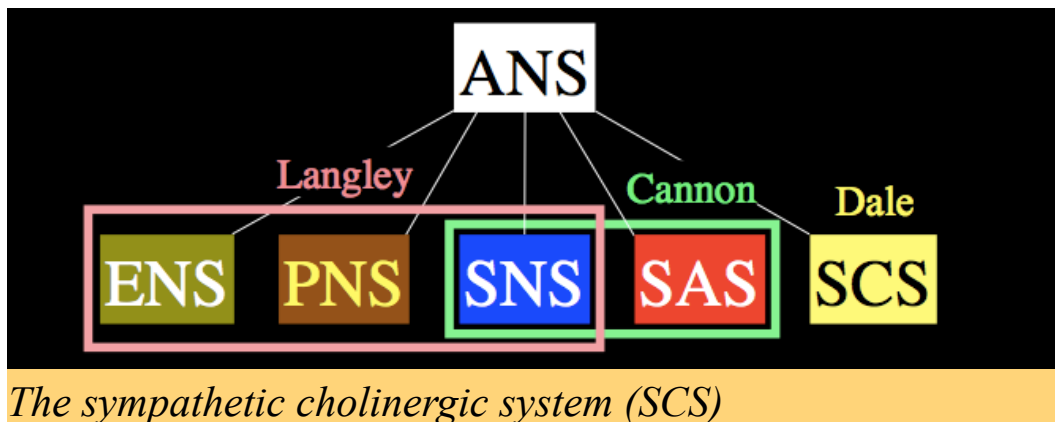 ANS
Langley
Cannon
Dale
ENS PNS SNS SAS SCS
The sympathetic cholinergic system (SCS)